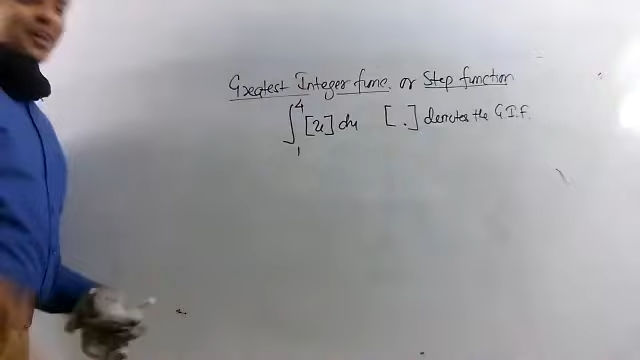 Greatest Integer func. or Step function
∫₁⁴ [x] dx [ . ] denotes the G.I.F.